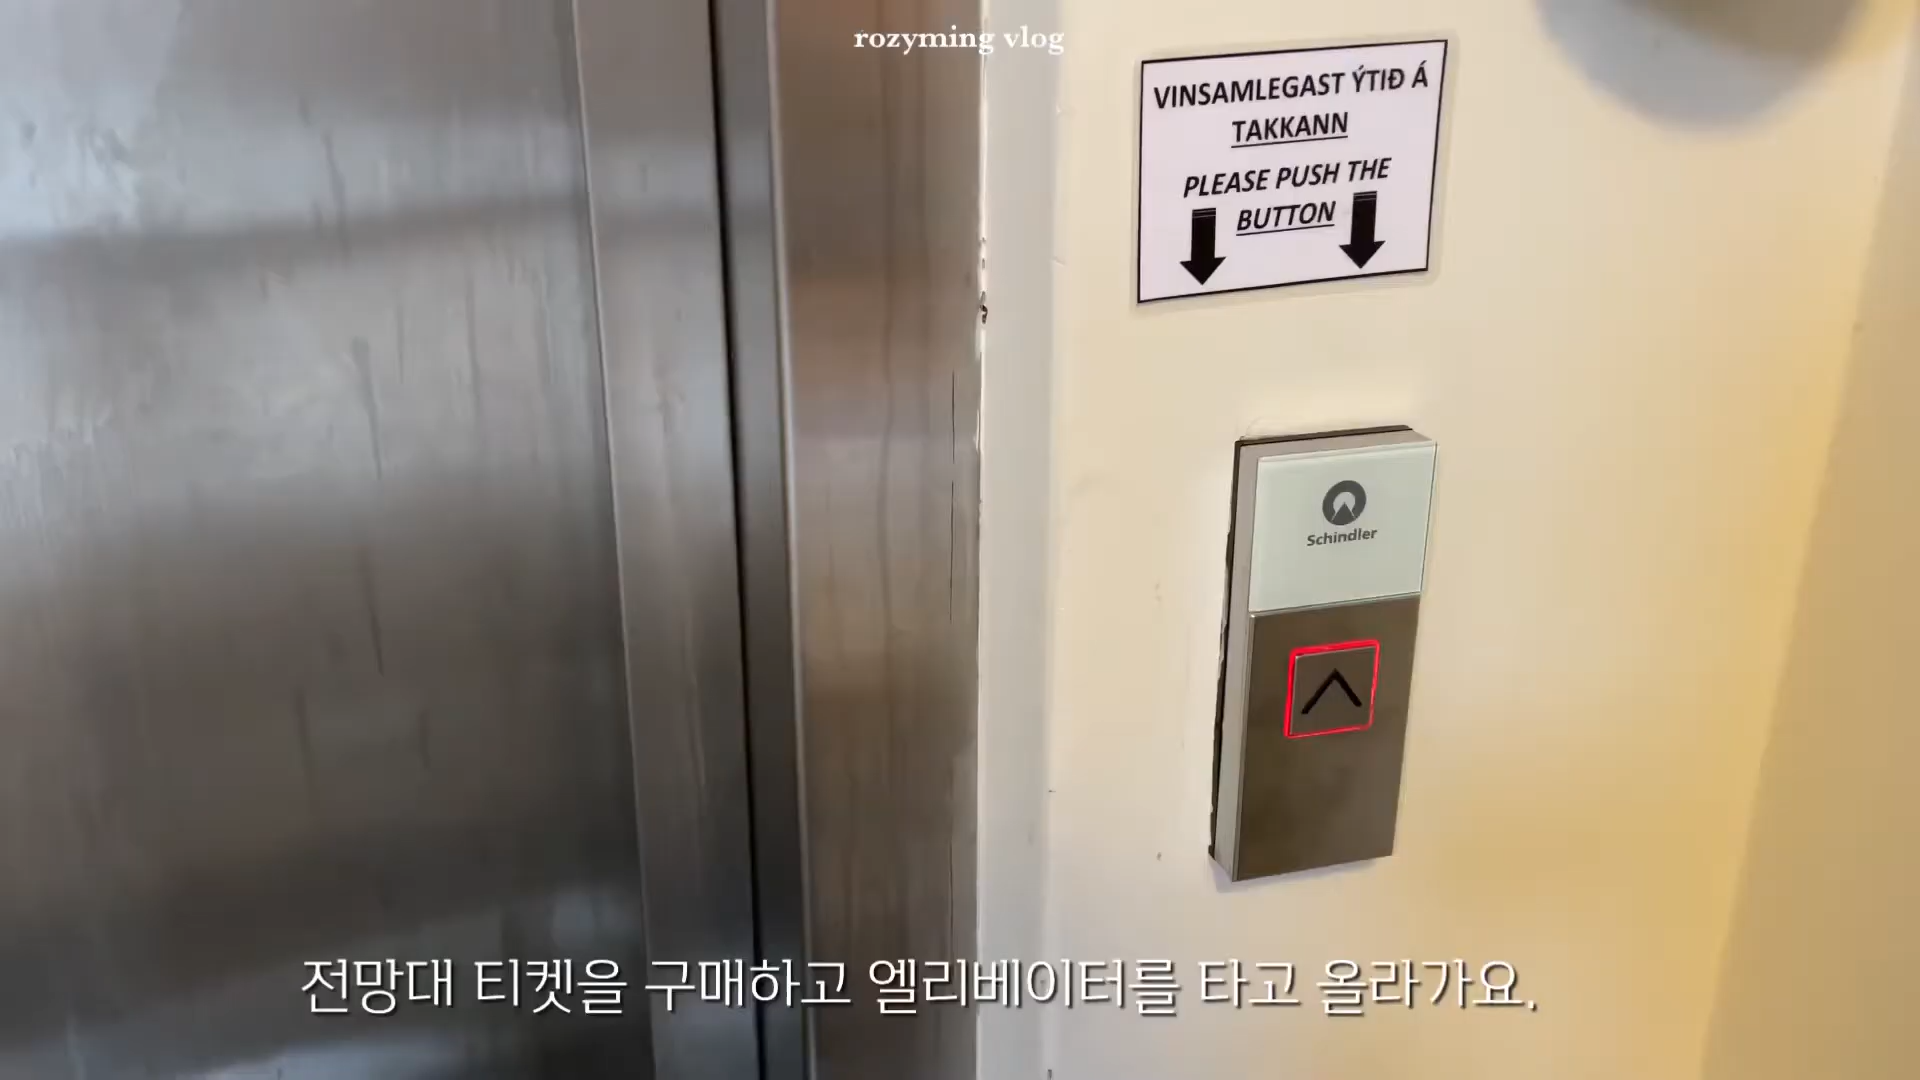 rozyming vlog
VINSAMLEGAST ÝTIÐ Á
TAKKANN
PLEASE PUSH THE
BUTTON
Schindler
전망대 티켓을 구매하고 엘리베이터를 타고 올라가요.